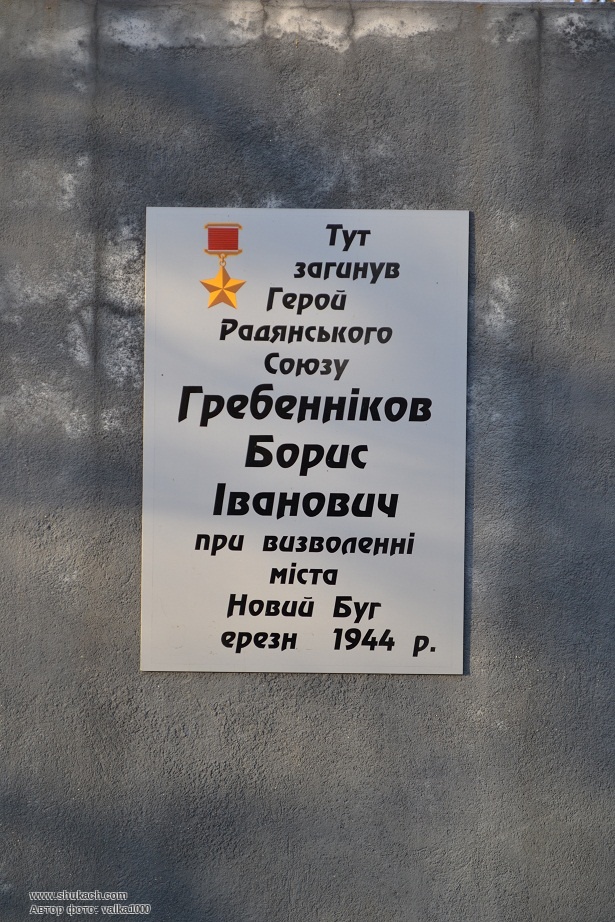 Тут
загинув
Герой
Радянського
Союзу
Гребенніков
Борис
Іванович
при визволенні
міста
Новий Буг
ерезн 1944 р.
www.shukach.com
Автор фото: valka1000